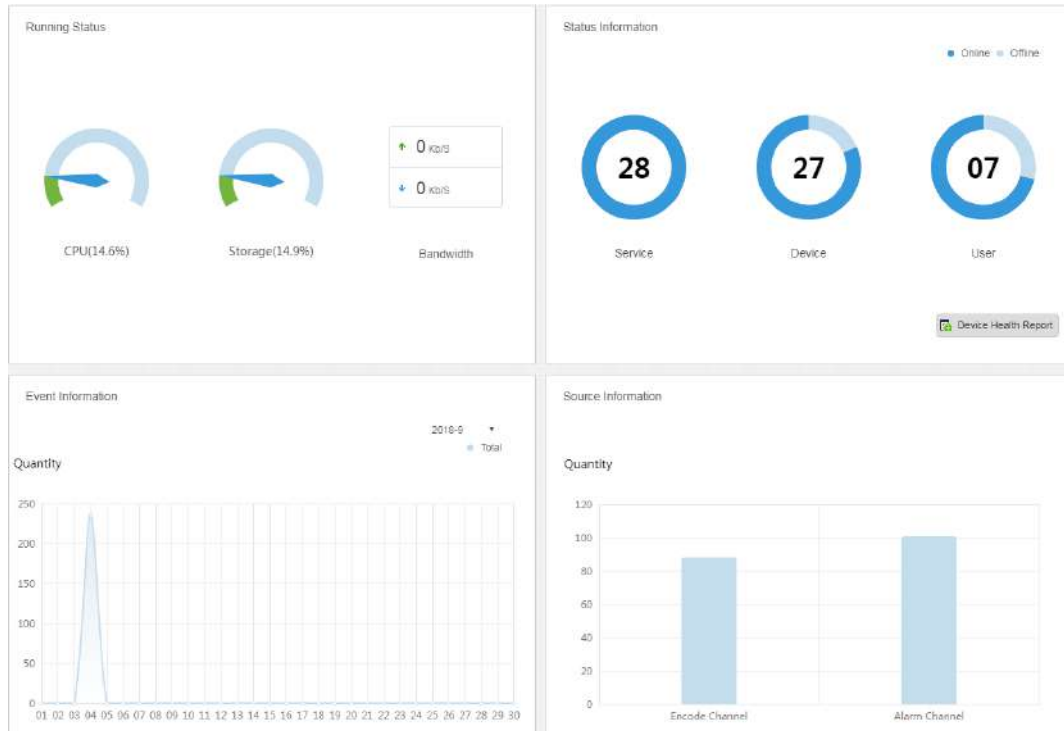 Running Status
CPU(14.6%)
Storage(14.9%)
0 Kb/S
0 Kb/S
Bandwidth
Status Information
Online
Offline
28
27
07
Service
Device
User
Device Health Report
Event Information
2018-9
Total
Quantity
250
200
150
100
50
0
01 02 03 04 05 06 07 08 09 10 11 12 13 14 15 16 17 18 19 20 21 22 23 24 25 26 27 28 29 30
Source Information
Quantity
120
100
80
60
40
20
0
Encode Channel
Alarm Channel